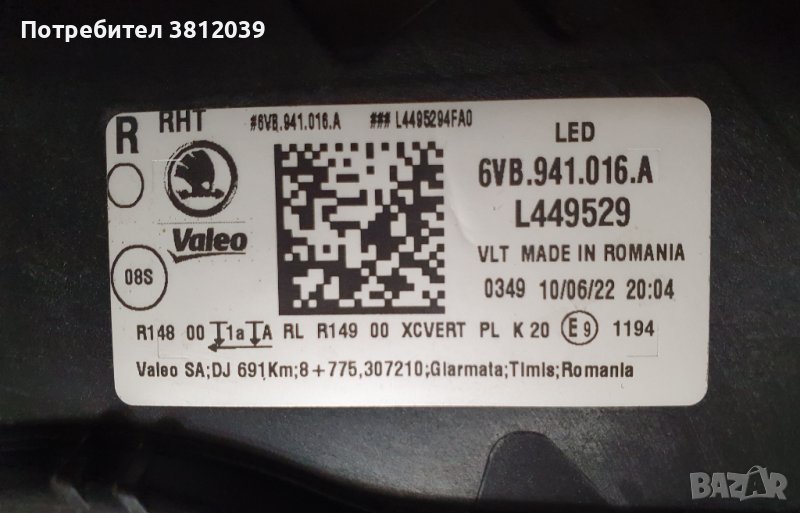 Потребител 3812039
R RHT #6VB.941.016.A ### L4495294FA0
LED
6VB.941.016.A
L449529
Valeo
VLT MADE IN ROMANIA
08S
0349 10/06/22 20:04
R148 00 1a A RL R149 00 XCVERT PL K 20 E9 1194
Valeo SA;DJ 691Km;8+775,307210;Giarmata;Timis;Romania
BAZAR